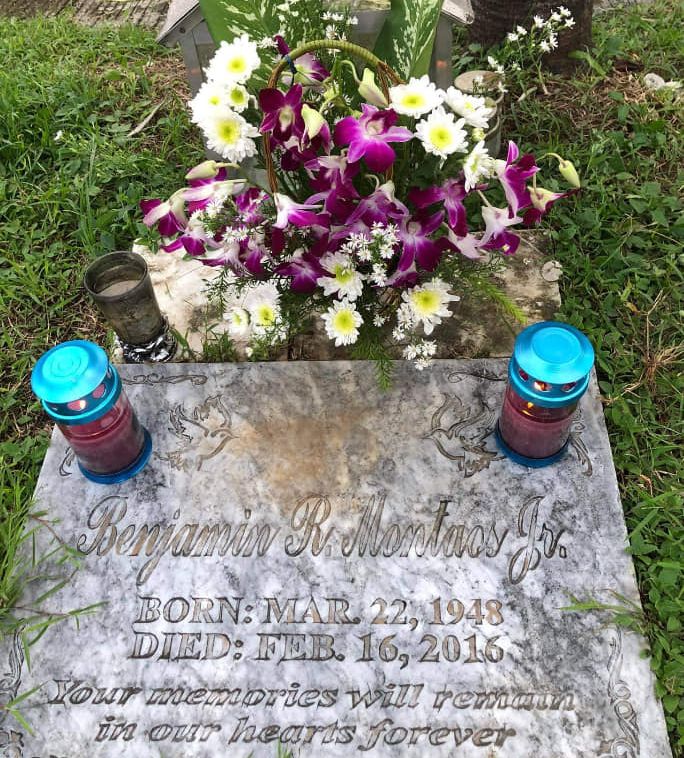 Benjamin R. Montaos Jr.
BORN: MAR. 22, 1948
DIED: FEB. 16, 2016
Your memories will remain
in our hearts forever